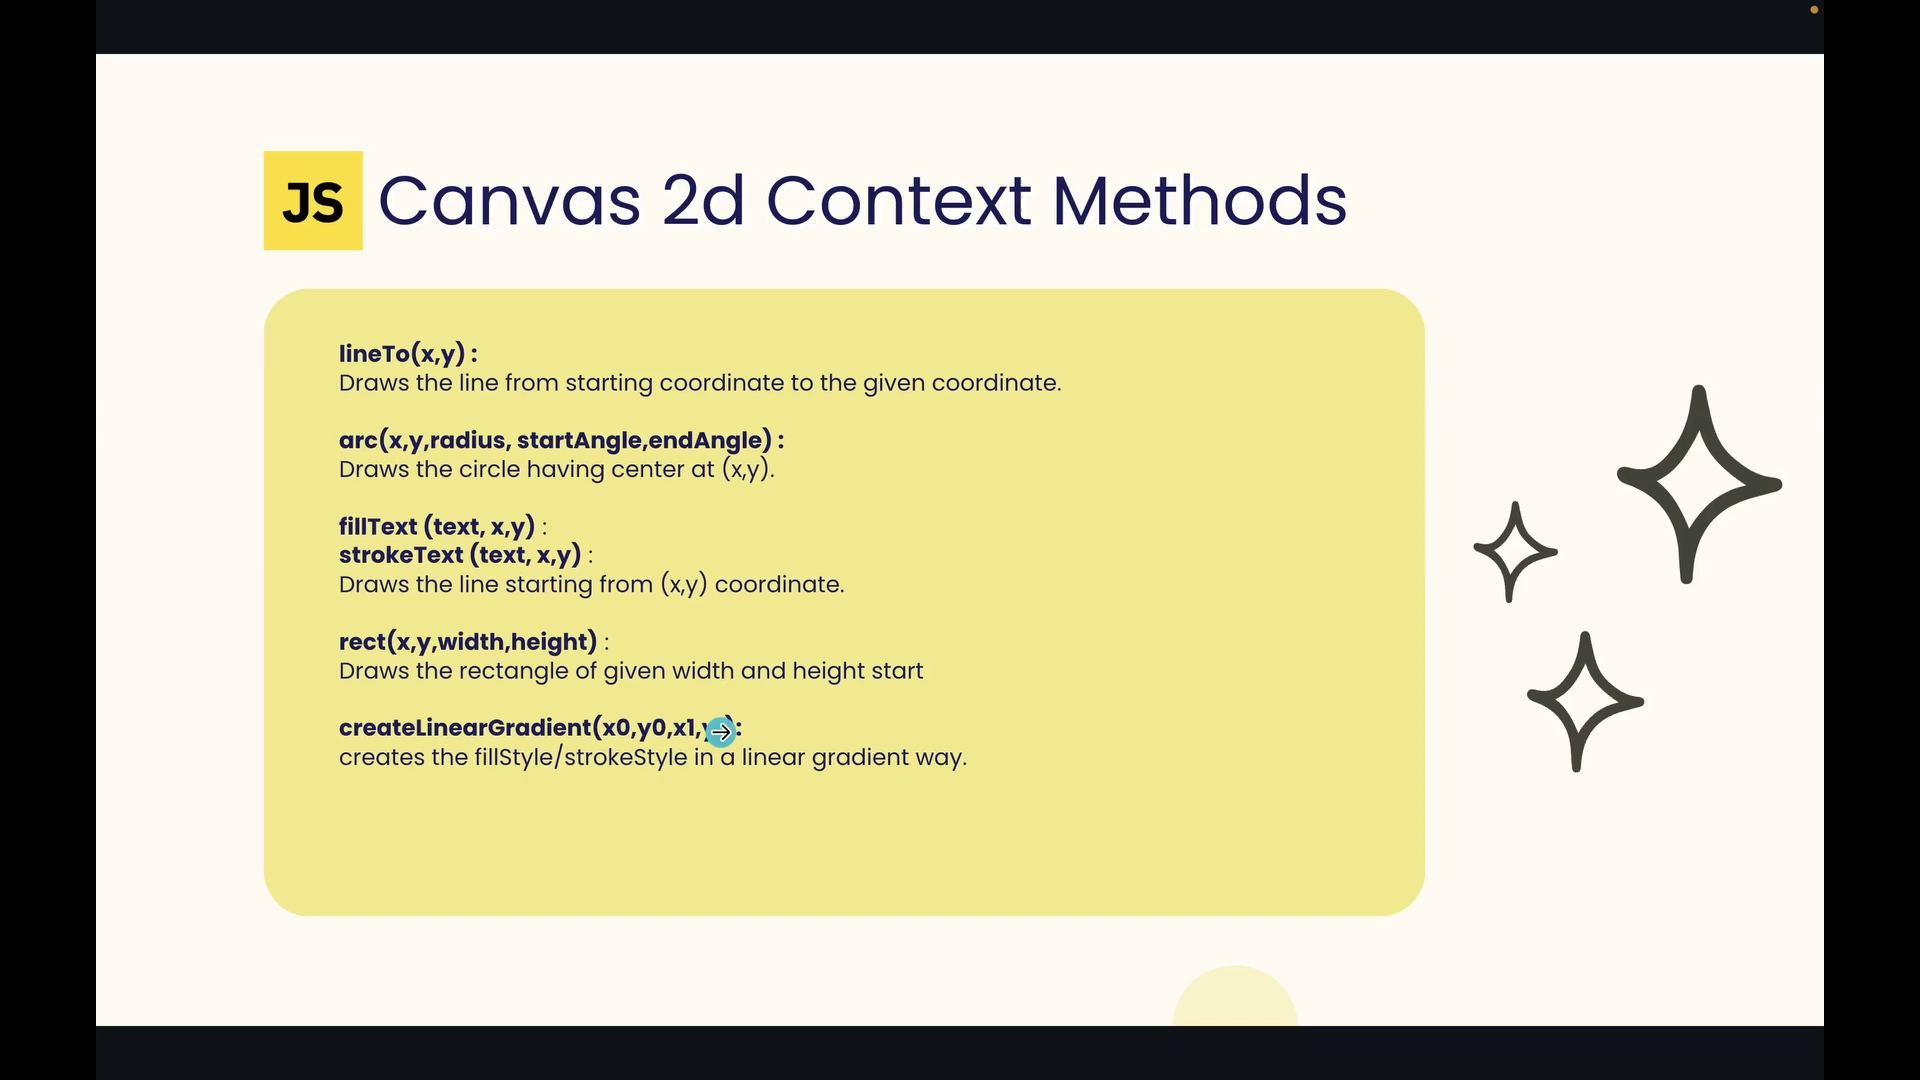 JS Canvas 2d Context Methods
lineTo(x,y) :
Draws the line from starting coordinate to the given coordinate.
arc(x,y,radius, startAngle,endAngle) :
Draws the circle having center at (x,y).
fillText (text, x,y) :
strokeText (text, x,y) :
Draws the line starting from (x,y) coordinate.
rect(x,y,width,height) :
Draws the rectangle of given width and height start
createLinearGradient(x0,y0,x1,
creates the fillStyle/strokeStyle in a linear gradient way.